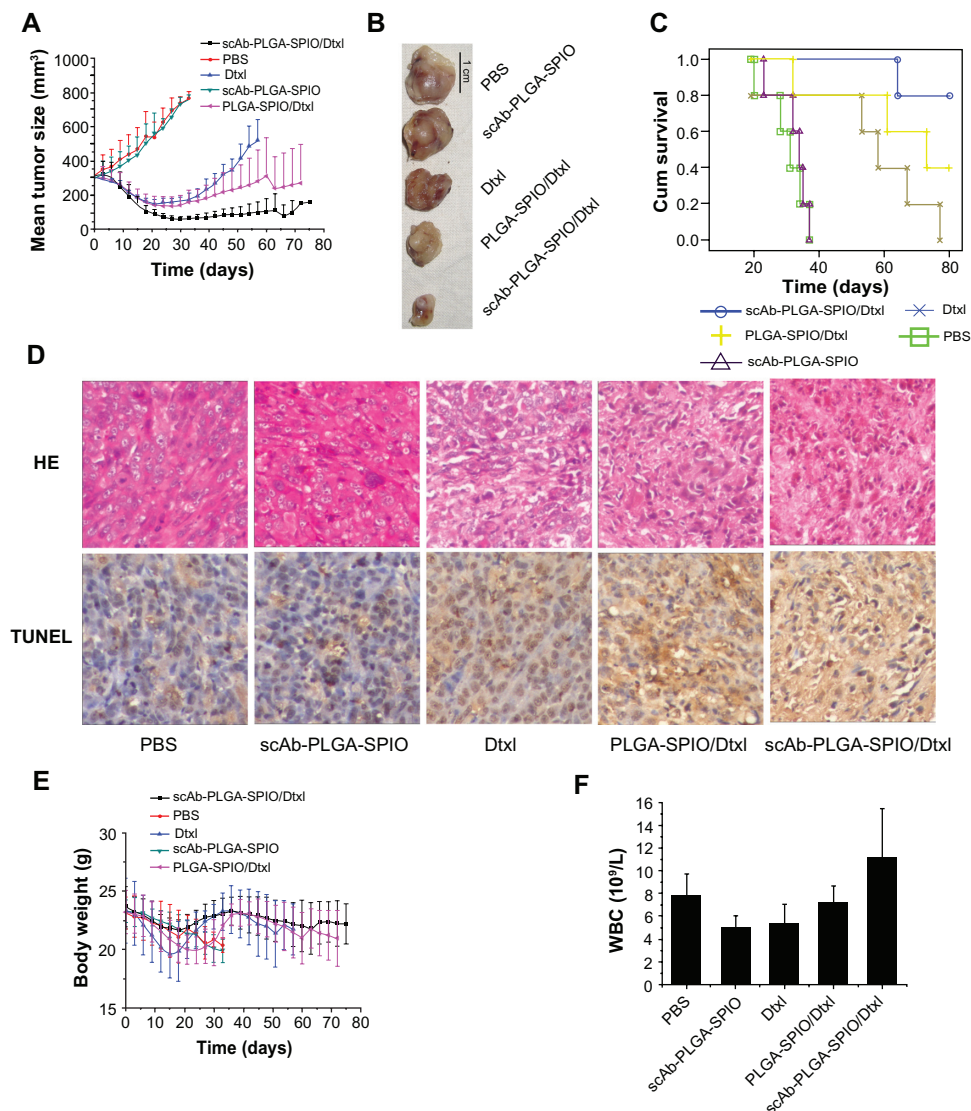 A
scAb-PLGA-SPIO/Dtxl
PBS
Dtxl
scAb-PLGA-SPIO
PLGA-SPIO/Dtxl
Mean tumor size (mm³)
1000
800
600
400
300
200
100
0
0 10 20 30 40 50 60 70 80
Time (days)
B
1 cm
PBS
scAb-PLGA-SPIO
Dtxl
PLGA-SPIO/Dtxl
scAb-PLGA-SPIO/Dtxl
C
Cum survival
1.0
0.8
0.6
0.4
0.2
0.0
20 40 60 80
Time (days)
scAb-PLGA-SPIO/Dtxl
Dtxl
PLGA-SPIO/Dtxl
PBS
scAb-PLGA-SPIO
D
HE
TUNEL
PBS scAb-PLGA-SPIO Dtxl PLGA-SPIO/Dtxl scAb-PLGA-SPIO/Dtxl
E
scAb-PLGA-SPIO/Dtxl
PBS
Dtxl
scAb-PLGA-SPIO
PLGA-SPIO/Dtxl
Body weight (g)
30
25
20
15
0 10 20 30 40 50 60 70 80
Time (days)
F
WBC (10⁹/L)
16
14
12
10
8
6
4
2
0
PBS
scAb-PLGA-SPIO
Dtxl
PLGA-SPIO/Dtxl
scAb-PLGA-SPIO/Dtxl